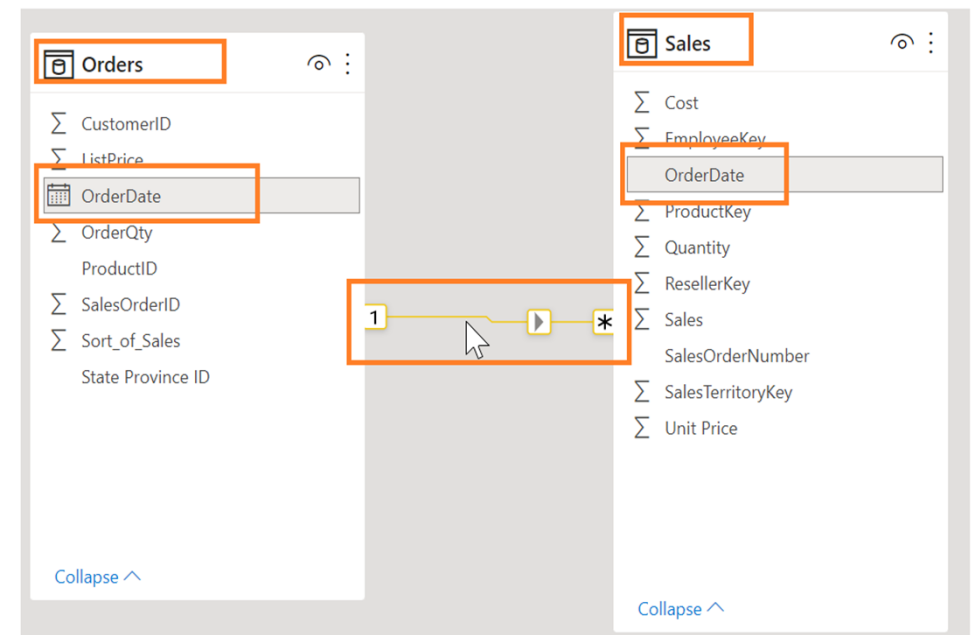 Orders
CustomerID
ListPrice
OrderDate
OrderQty
ProductID
SalesOrderID
Sort_of_Sales
State Province ID
Collapse
1
*
Sales
Cost
EmployeeKey
OrderDate
ProductKey
Quantity
ResellerKey
Sales
SalesOrderNumber
SalesTerritoryKey
Unit Price
Collapse